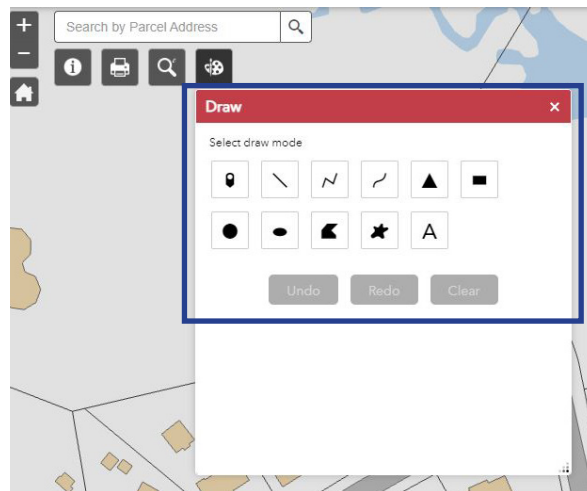 +
Search by Parcel Address
−
Draw
×
Select draw mode
A
Undo Redo Clear